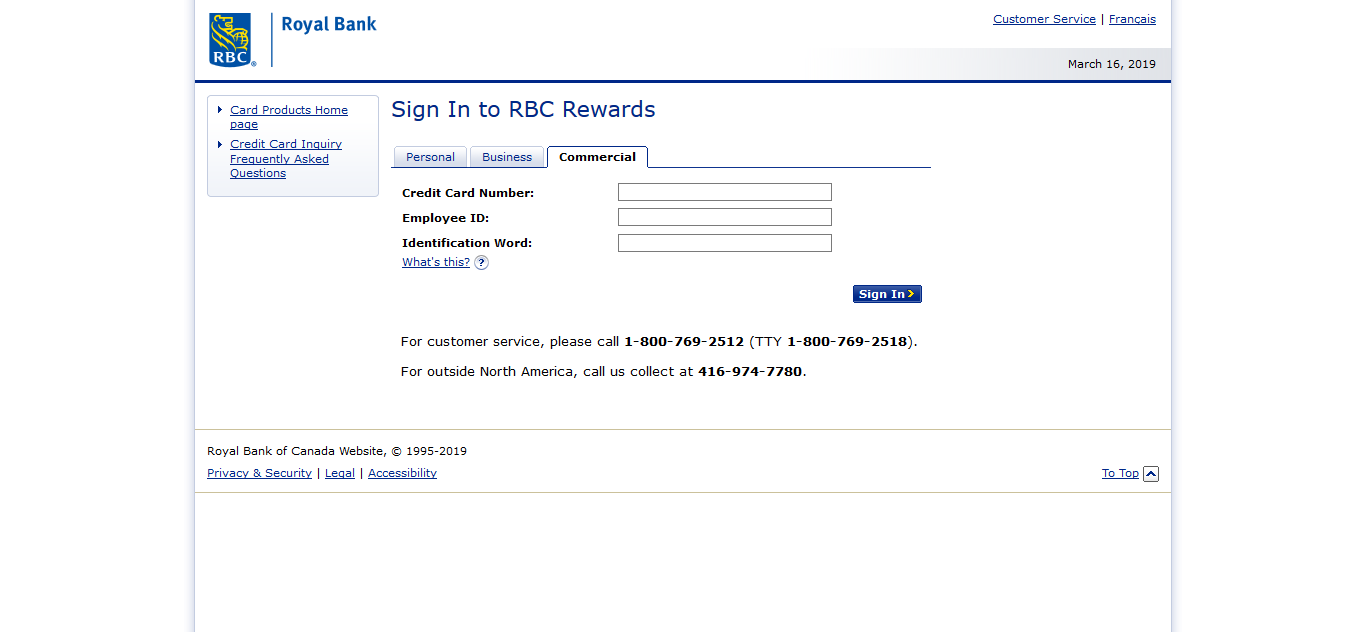 RBC ®
Royal Bank
Customer Service | Francais
March 16, 2019
Card Products Home
page
Credit Card Inquiry
Frequently Asked
Questions
Sign In to RBC Rewards
Personal Business Commercial
Credit Card Number:
Employee ID:
Identification Word:
What's this? ?
Sign In
For customer service, please call 1-800-769-2512 (TTY 1-800-769-2518).
For outside North America, call us collect at 416-974-7780.
Royal Bank of Canada Website, © 1995-2019
Privacy & Security | Legal | Accessibility
To Top